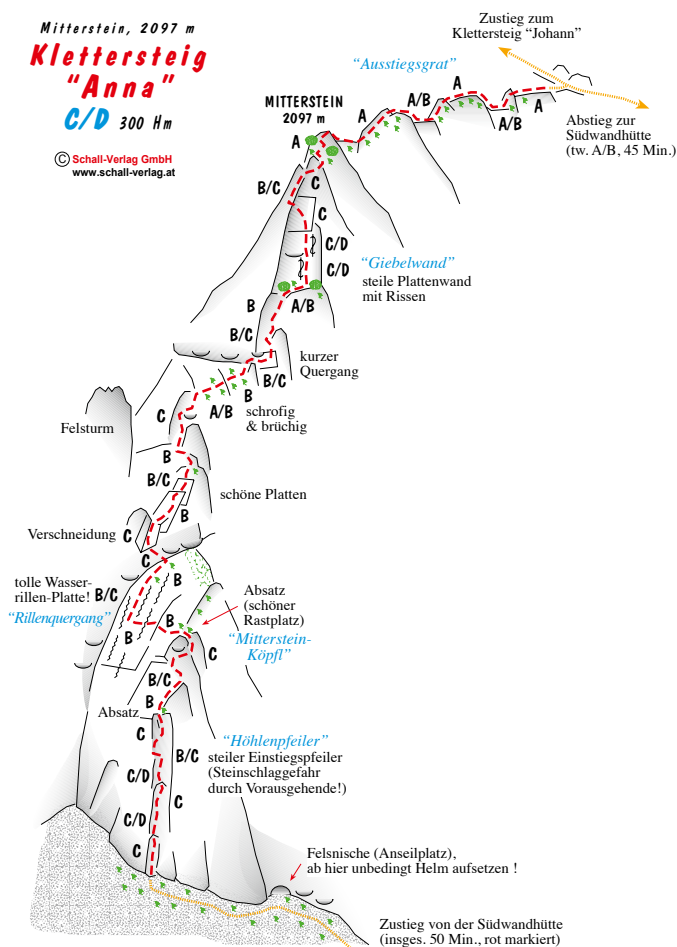 Mitterstein, 2097 m
Klettersteig
“Anna”
C/D 300 Hm
© Schall-Verlag GmbH
www.schall-verlag.at
Zustieg zum
Klettersteig “Johann”
“Ausstiegsgrat”
A
A/B
A
A/B
A
Abstieg zur
Südwandhütte
(tw. A/B, 45 Min.)
MITTERSTEIN
2097 m
A
B/C
C
C
C/D
C/D
“Giebelwand”
steile Plattenwand
mit Rissen
B
A/B
B/C
kurzer
Quergang
B/C
B
A/B
schrofig
& brüchig
C
Felsturm
B
B/C
schöne Platten
B
Verschneidung
C
C
B
tolle Wasser-
rillen-Platte!
B/C
“Rillenquergang”
B
B
Absatz
(schöner
Rastplatz)
“Mitterstein-
Köpfl”
C
B/C
B
Absatz
C
“Höhlenpfeiler”
steiler Einstiegspfeiler
(Steinschlaggefahr
durch Vorausgehende!)
B/C
C/D
C
C/D
C
Felsnische (Anseilplatz),
ab hier unbedingt Helm aufsetzen !
Zustieg von der Südwandhütte
(insges. 50 Min., rot markiert)